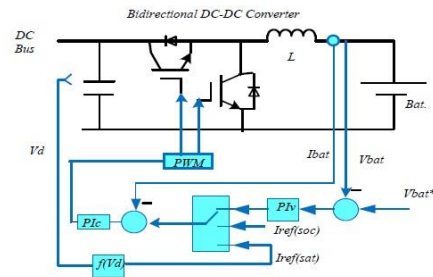 Bidirectional DC-DC Converter
DC
Bus
L
Bat.
Ibat
Vbat
Vd
PWM
Vbat*
PIv
PIc
Iref(soc)
f(Vd)
Iref(sat)